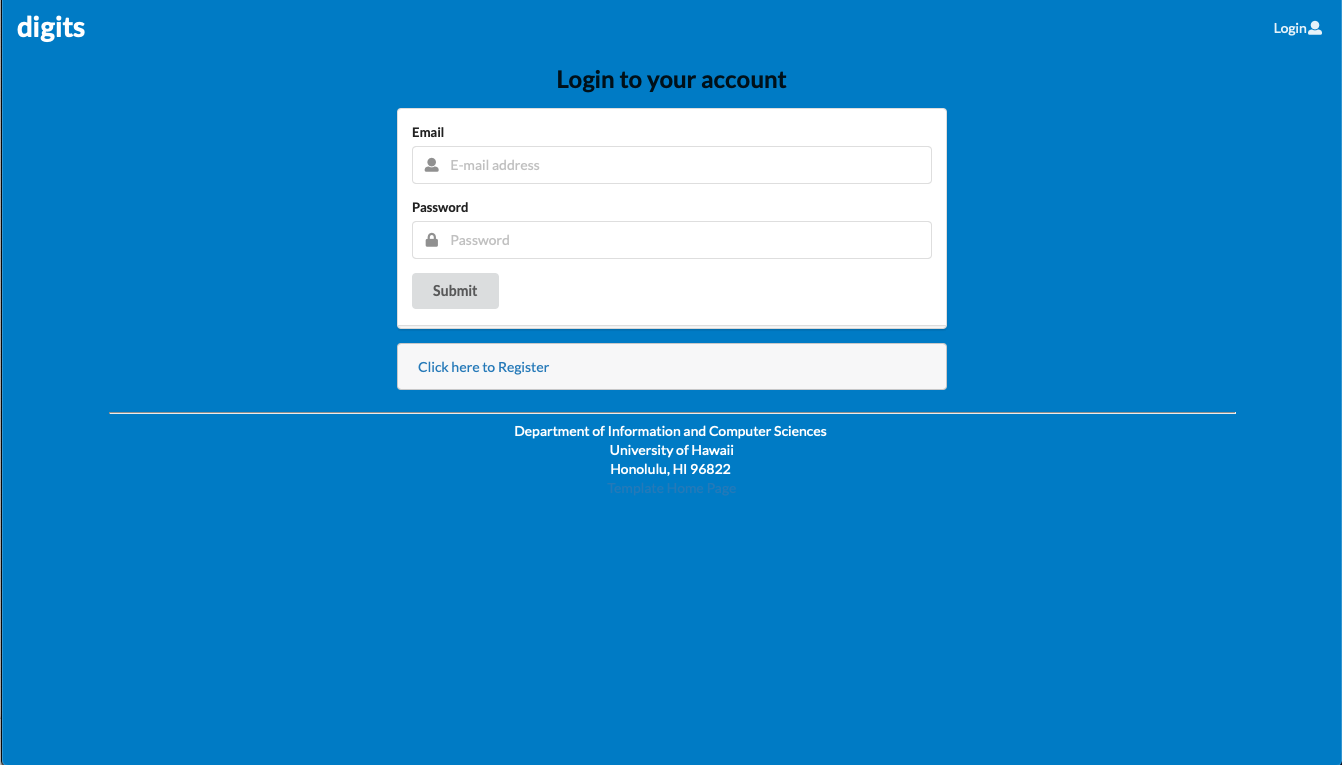 digits
Login
Login to your account
Email
E-mail address
Password
Password
Submit
Click here to Register
Department of Information and Computer Sciences
University of Hawaii
Honolulu, HI 96822
Template Home Page